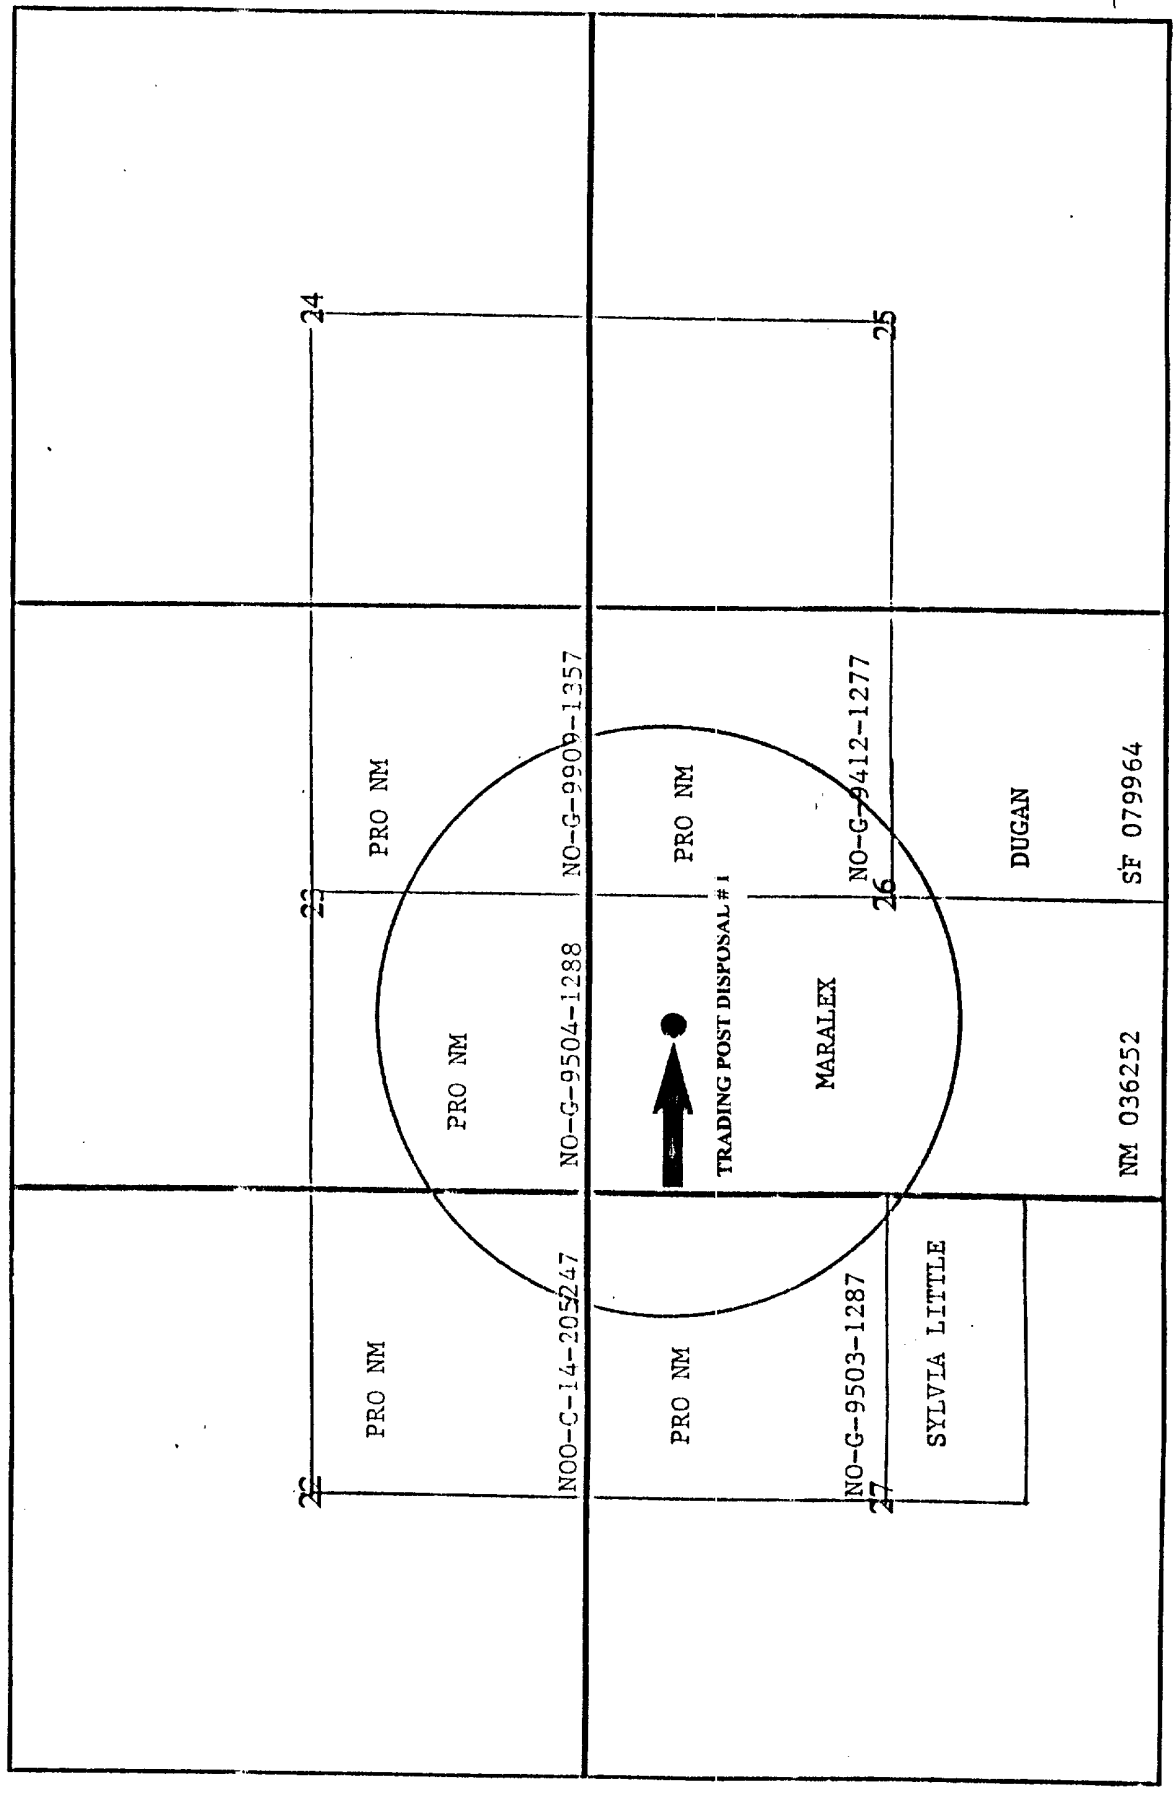 22
23
24
PRO NM
PRO NM
PRO NM
NOO-C-14-205247
NO-G-9504-1288
NO-G-9909-1357
PRO NM
PRO NM
TRADING POST DISPOSAL # 1
MARALEX
NO-G-9503-1287
NO-G-9412-1277
27
26
25
SYLVIA LITTLE
DUGAN
NM 036252
SF 079964